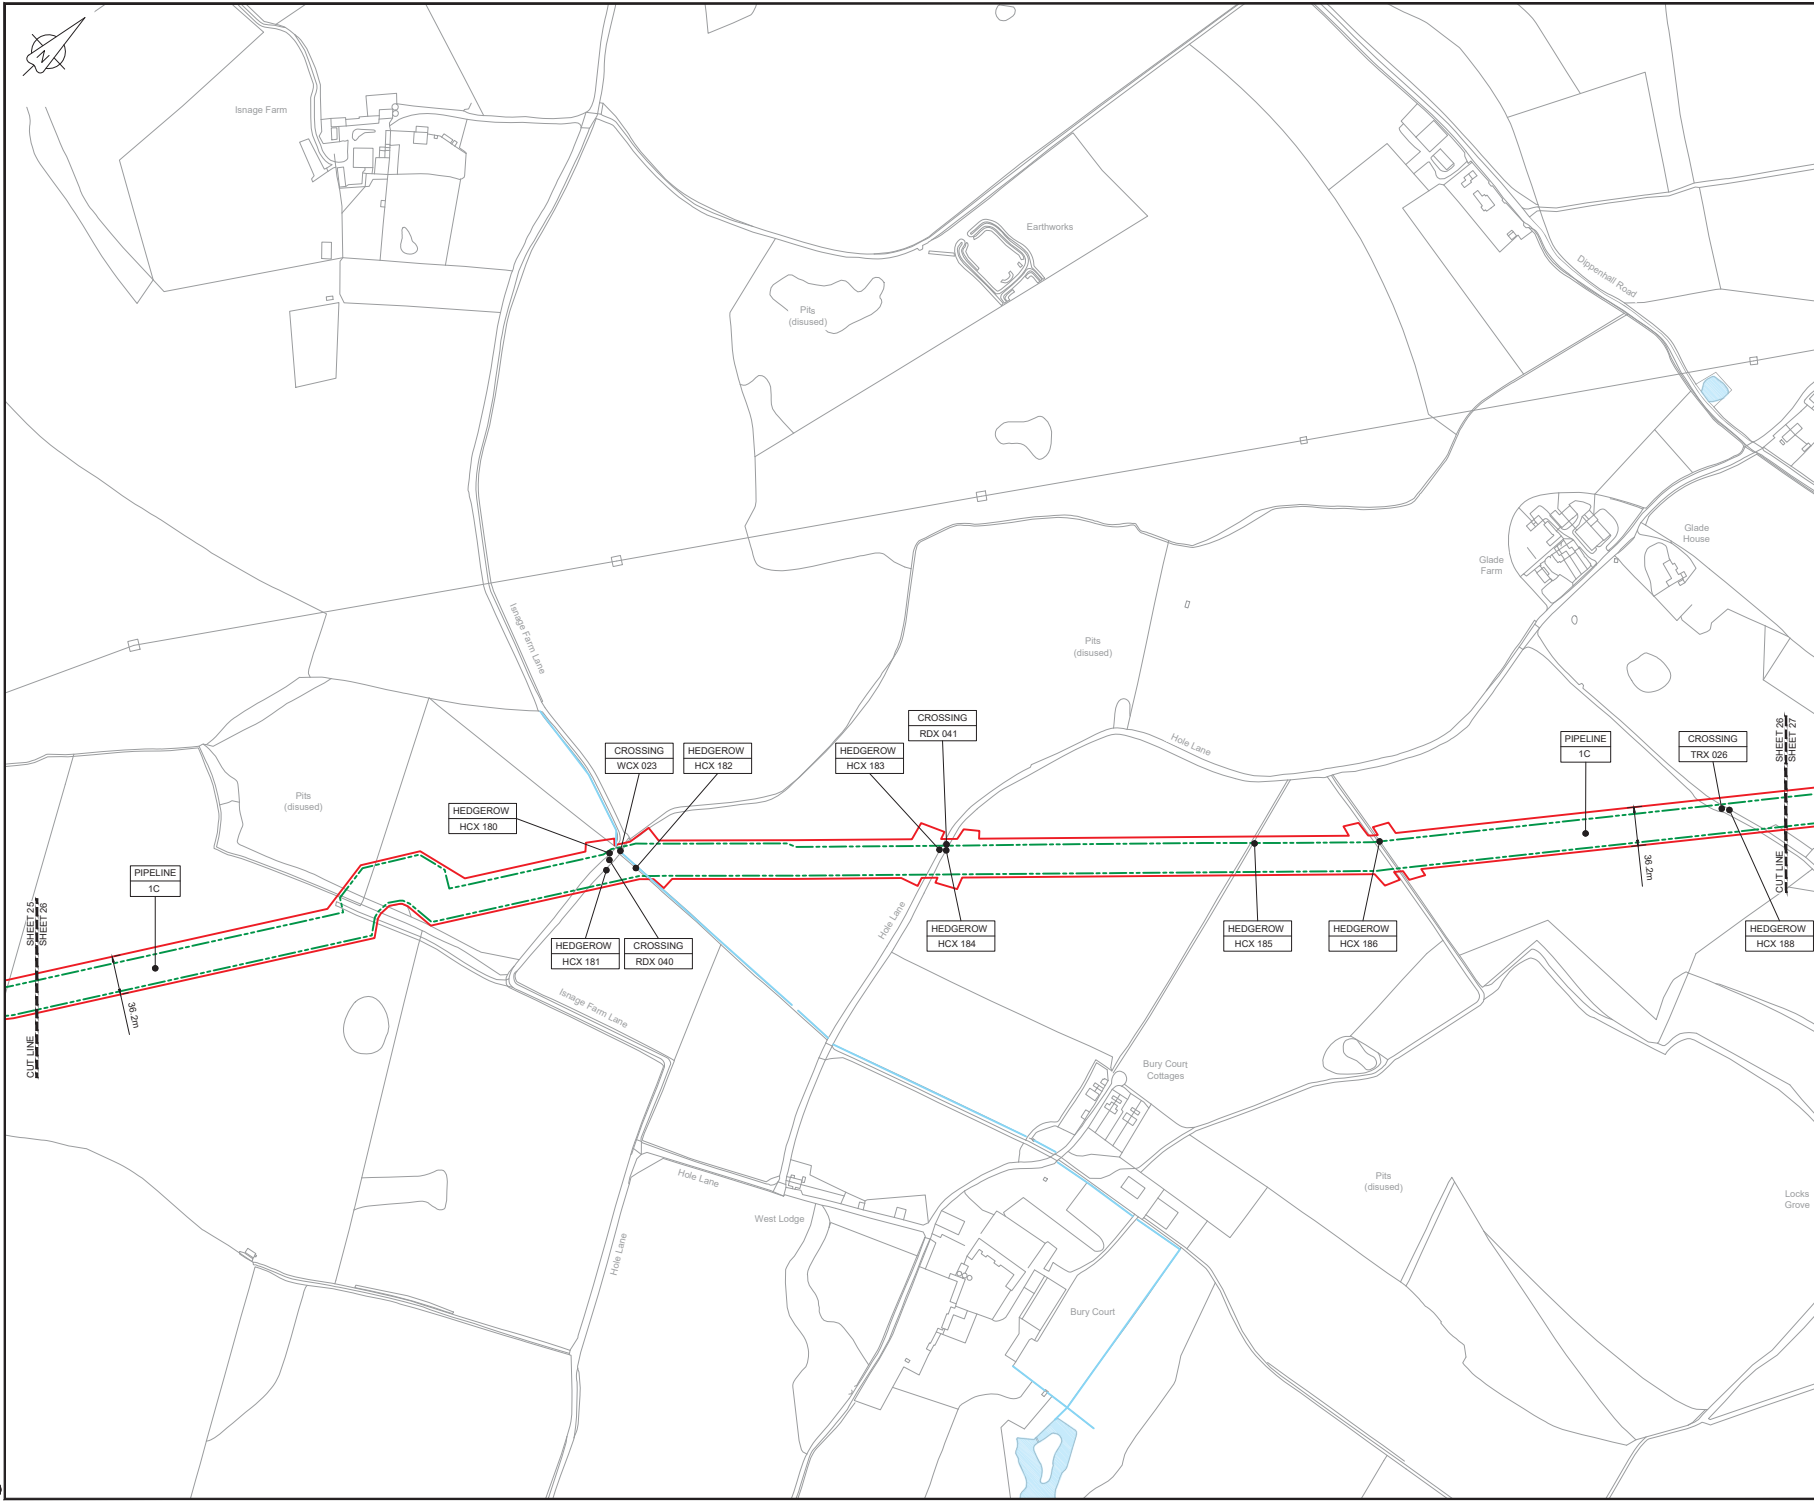 N
Isnage Farm
Earthworks
Dippenhall Road
Pits
(disused)
Glade
House
Glade
Farm
Isnage Farm Lane
Pits
(disused)
CROSSING
RDX 041
Hole Lane
SHEET 26
SHEET 27
CUT LINE
PIPELINE
1C
CROSSING
TRX 026
CROSSING
WCX 023
HEDGEROW
HCX 182
HEDGEROW
HCX 183
Pits
(disused)
HEDGEROW
HCX 180
36.2m
PIPELINE
1C
SHEET 25
SHEET 26
CUT LINE
36.2m
HEDGEROW
HCX 181
CROSSING
RDX 040
Hole Lane
HEDGEROW
HCX 184
HEDGEROW
HCX 185
HEDGEROW
HCX 186
HEDGEROW
HCX 188
Isnage Farm Lane
Bury Court
Cottages
Hole Lane
Pits
(disused)
Locks
Grove
West Lodge
Hole Lane
Bury Court